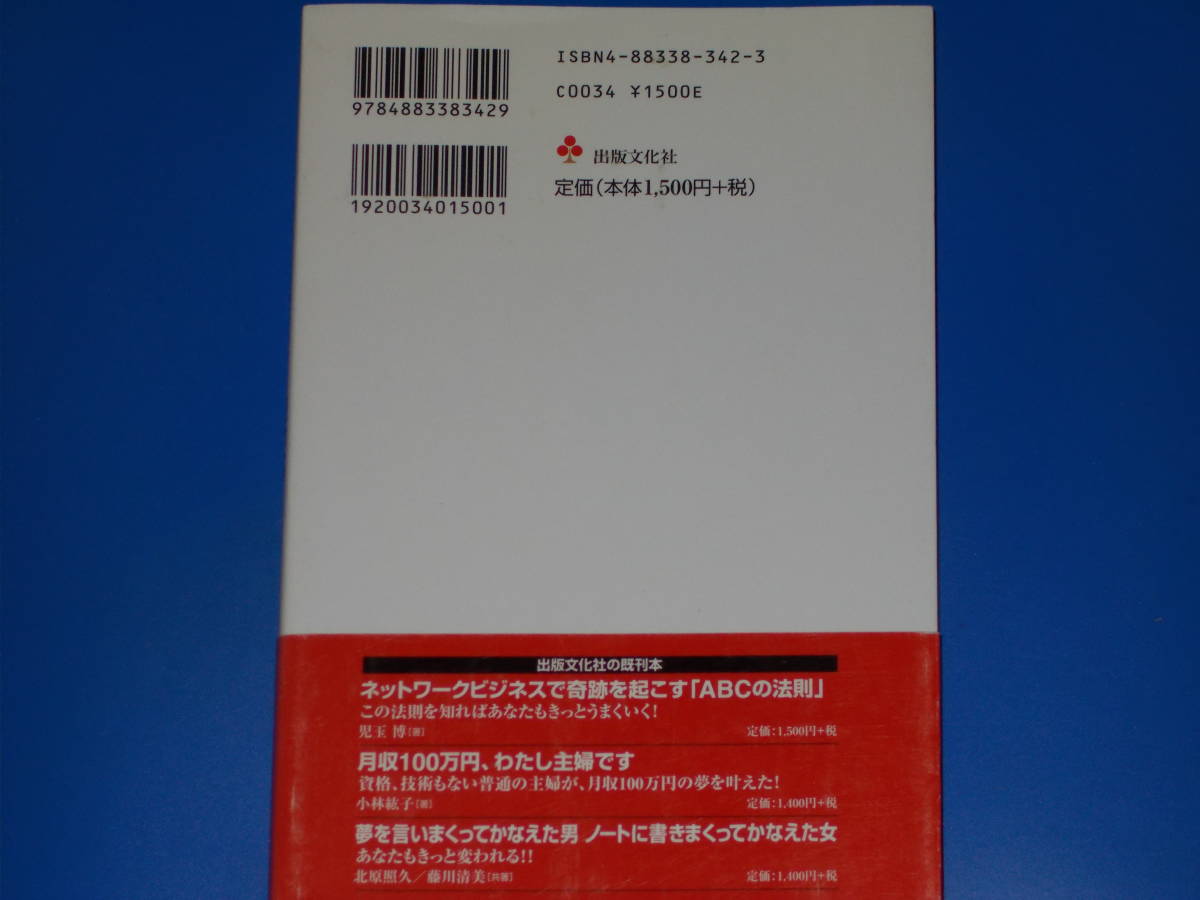 9784883383429
ISBN4-88338-342-3
C0034 ¥1500E
1920034015001
出版文化社
定価(本体1,500円+税)
出版文化社の既刊本
ネットワークビジネスで奇跡を起こす「ABCの法則」
この法則を知ればあなたもきっとうまくいく!
児玉 博[著] 定価:1,500円+税
月収100万円、わたし主婦です
資格、技術もない普通の主婦が、月収100万円の夢を叶えた!
小林紘子[著] 定価:1,400円+税
夢を言いまくってかなえた男 ノートに書きまくってかなえた女
あなたもきっと変われる!!
北原照久/藤川清美[共著] 定価:1,400円+税